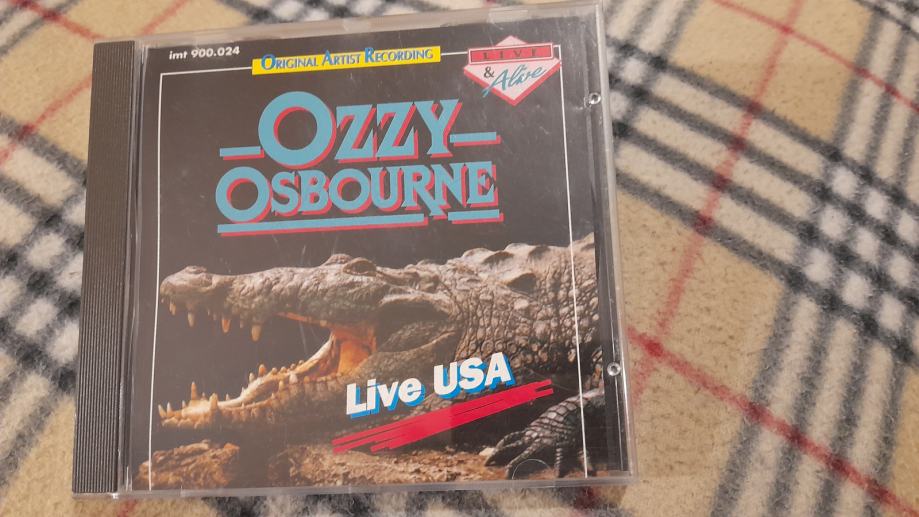 imt 900.024
ORIGINAL ARTIST RECORDING
LIVE
& Alive
OZZY
OSBOURNE
Live USA